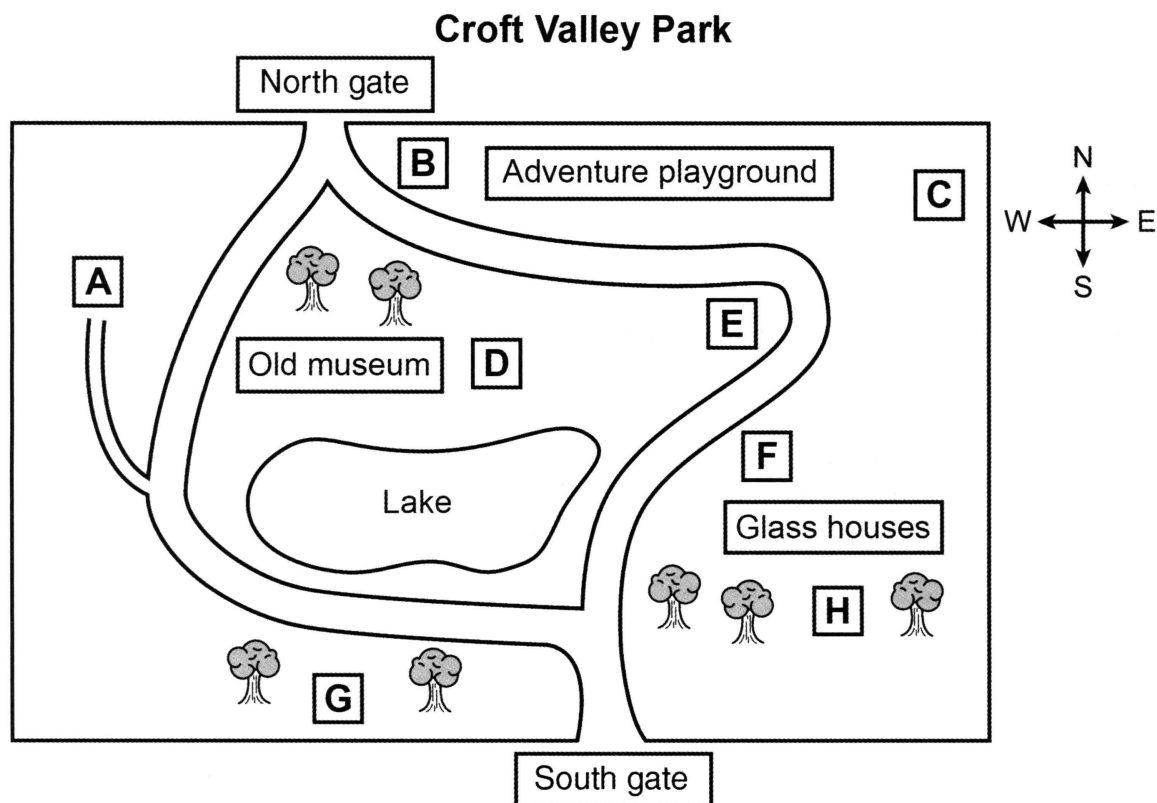 Croft Valley Park
North gate
B
Adventure playground
C
N
W E
S
A
E
Old museum
D
F
Lake
Glass houses
H
G
South gate